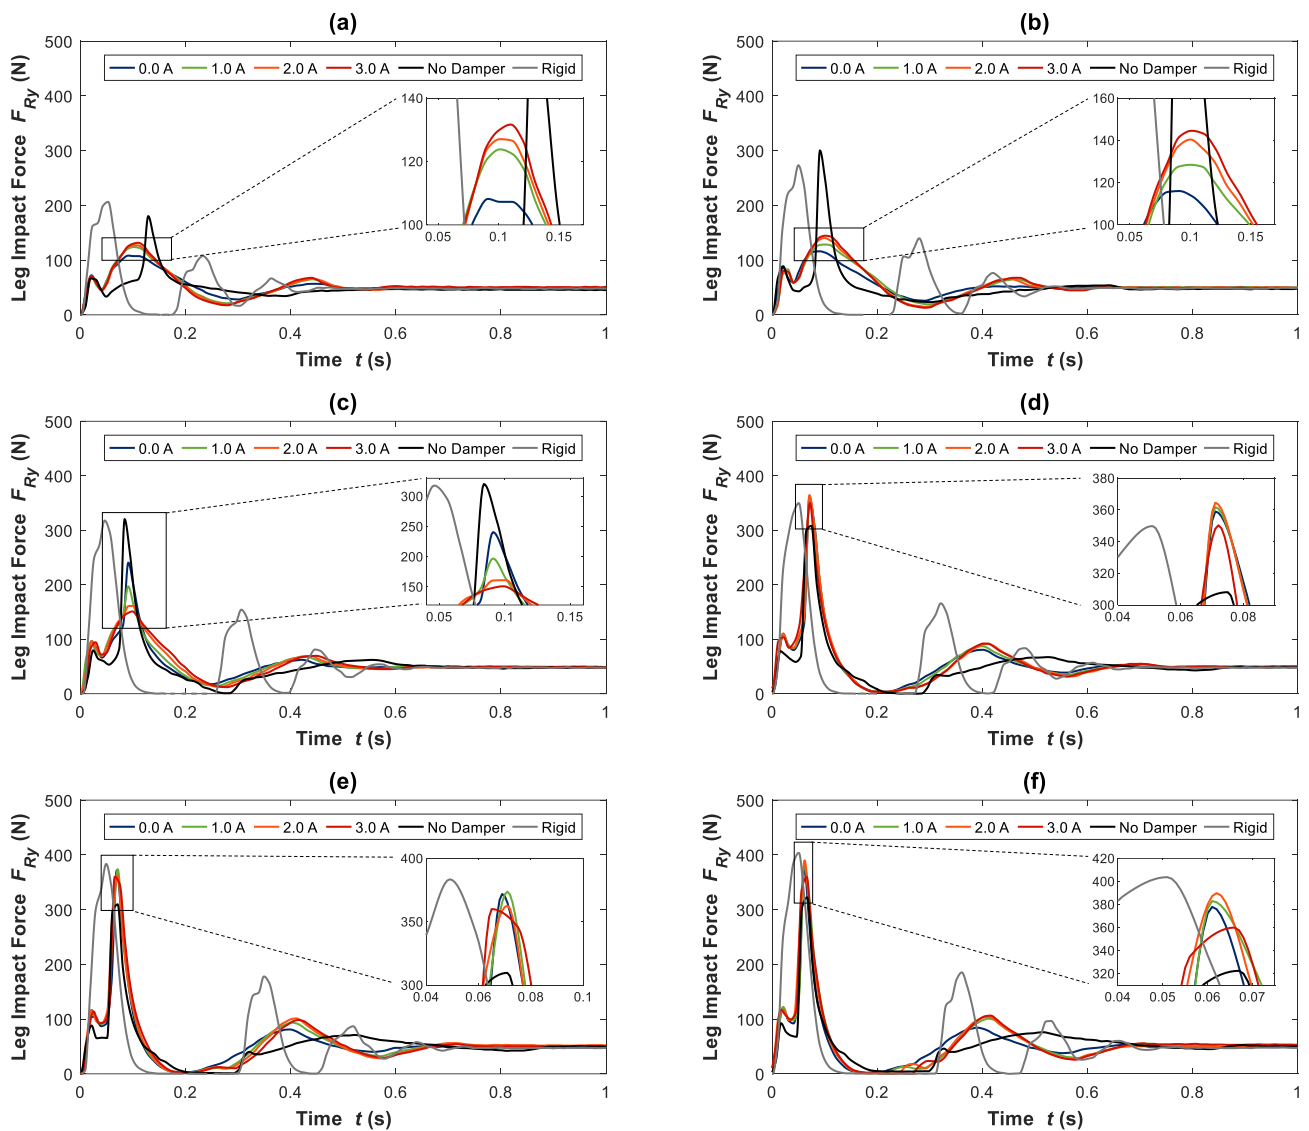 (a)
Leg Impact Force F_Ry (N)
0.0 A 1.0 A 2.0 A 3.0 A No Damper Rigid
500
400
300
200
100
0
140
120
100
0.05 0.1 0.15
0 0.2 0.4 0.6 0.8 1
Time t (s)
(b)
Leg Impact Force F_Ry (N)
0.0 A 1.0 A 2.0 A 3.0 A No Damper Rigid
500
400
300
200
100
0
160
140
120
100
0.05 0.1 0.15
0 0.2 0.4 0.6 0.8 1
Time t (s)
(c)
Leg Impact Force F_Ry (N)
0.0 A 1.0 A 2.0 A 3.0 A No Damper Rigid
500
400
300
200
100
0
300
250
200
150
0.05 0.1 0.15
0 0.2 0.4 0.6 0.8 1
Time t (s)
(d)
Leg Impact Force F_Ry (N)
0.0 A 1.0 A 2.0 A 3.0 A No Damper Rigid
500
400
300
200
100
0
380
360
340
320
300
0.04 0.06 0.08
0 0.2 0.4 0.6 0.8 1
Time t (s)
(e)
Leg Impact Force F_Ry (N)
0.0 A 1.0 A 2.0 A 3.0 A No Damper Rigid
500
400
300
200
100
0
400
350
300
0.04 0.06 0.08 0.1
0 0.2 0.4 0.6 0.8 1
Time t (s)
(f)
Leg Impact Force F_Ry (N)
0.0 A 1.0 A 2.0 A 3.0 A No Damper Rigid
500
400
300
200
100
0
420
400
380
360
340
320
0.04 0.05 0.06 0.07
0 0.2 0.4 0.6 0.8 1
Time t (s)